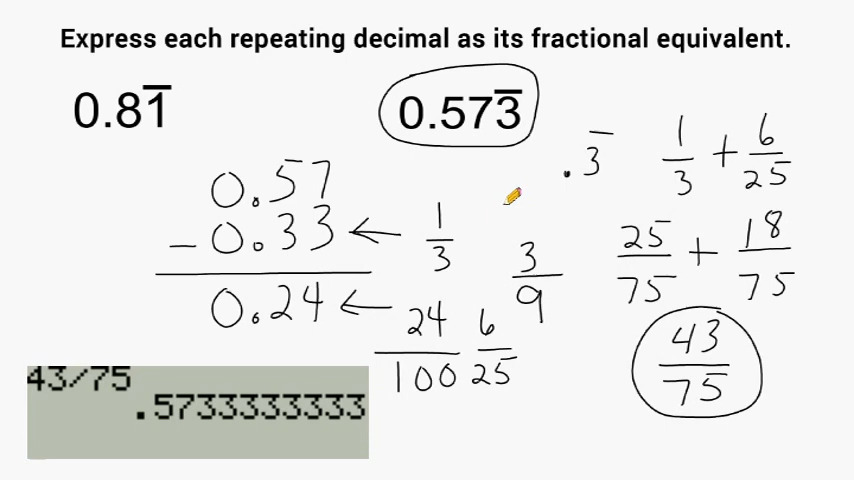 Express each repeating decimal as its fractional equivalent.
0.81̅
0.573̅
0.57
− 0.33 ← 1/3
0.24 ← 24/100 6/25
.3̅
3/9
1/3 + 6/25
25/75 + 18/75
43/75
43/75
.5733333333